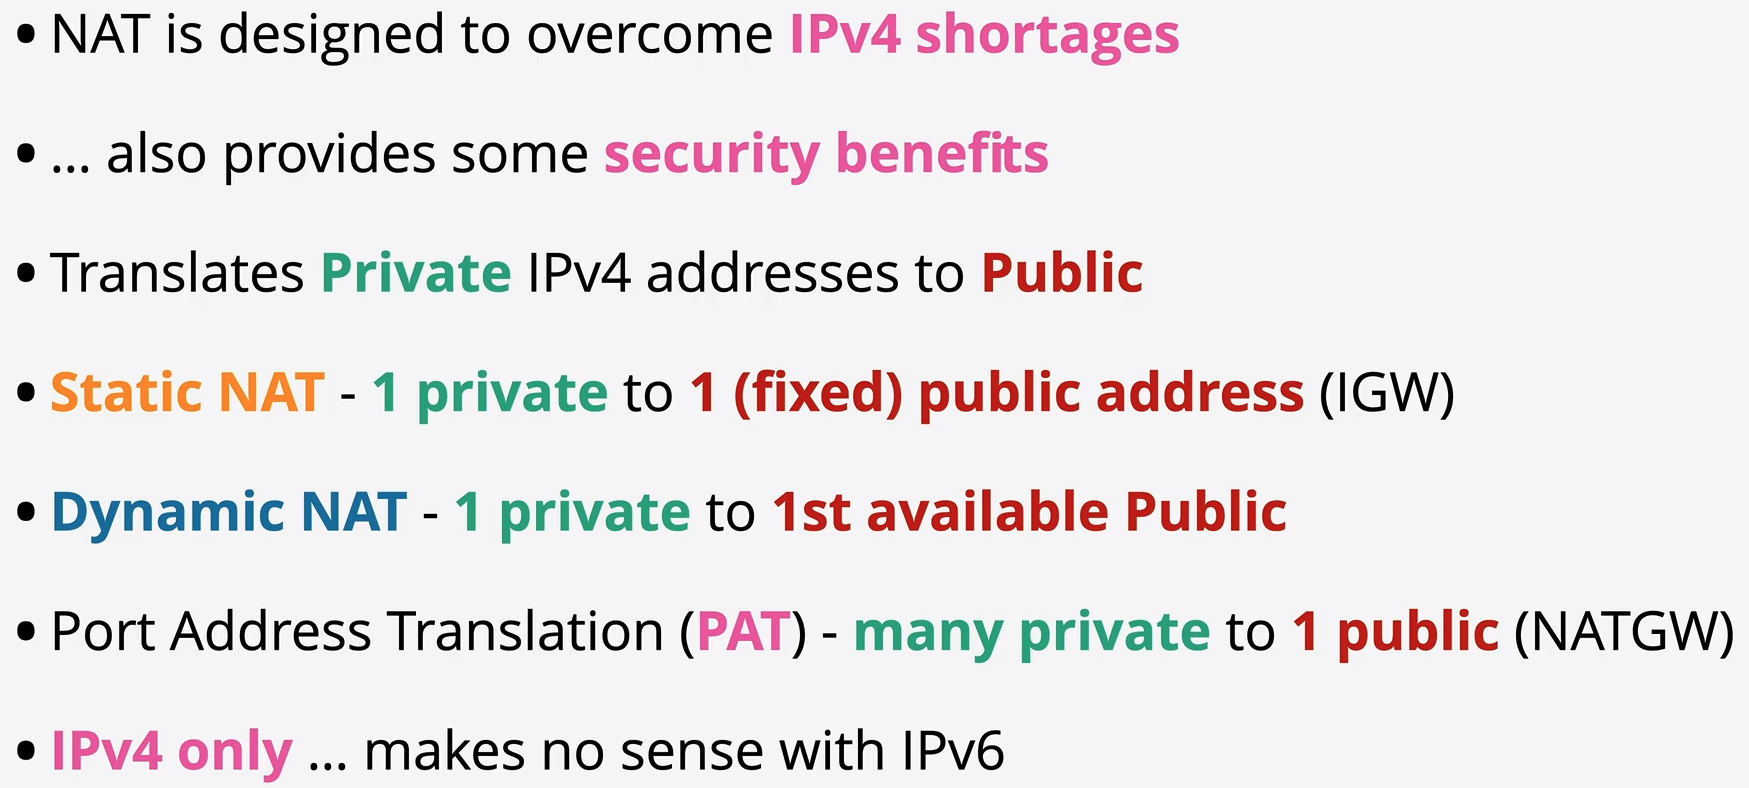 • NAT is designed to overcome IPv4 shortages
• ... also provides some security benefits
• Translates Private IPv4 addresses to Public
• Static NAT - 1 private to 1 (fixed) public address (IGW)
• Dynamic NAT - 1 private to 1st available Public
• Port Address Translation (PAT) - many private to 1 public (NATGW)
• IPv4 only ... makes no sense with IPv6